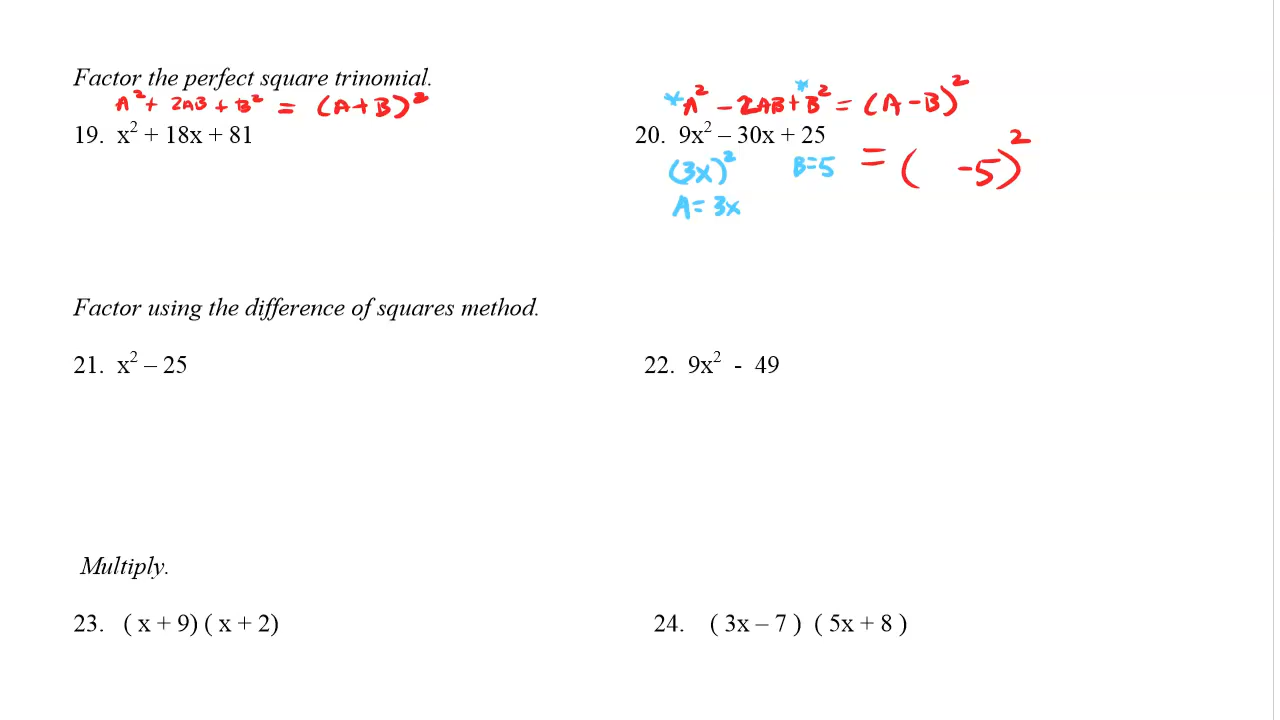 Factor the perfect square trinomial.
A² + 2AB + B² = (A+B)²
*A² - 2AB + *B² = (A-B)²
19. x² + 18x + 81
20. 9x² – 30x + 25
= ( -5)²
(3x)²
B=5
A= 3x
Factor using the difference of squares method.
21. x² – 25
22. 9x² - 49
Multiply.
23. ( x + 9) ( x + 2)
24. ( 3x – 7 ) ( 5x + 8 )